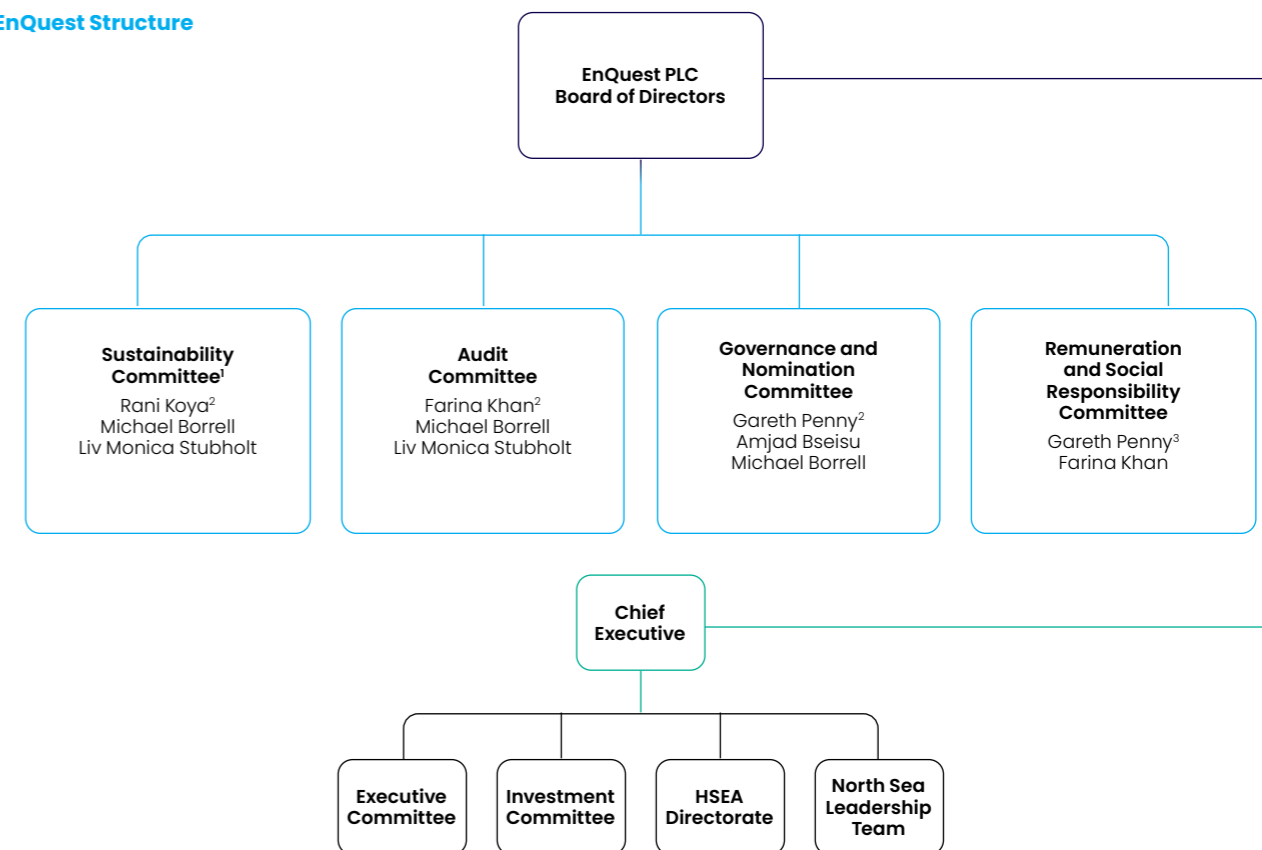 EnQuest Structure
EnQuest PLC
Board of Directors
Sustainability
Committee¹
Rani Koya²
Michael Borrell
Liv Monica Stubholt
Audit
Committee
Farina Khan²
Michael Borrell
Liv Monica Stubholt
Governance and
Nomination
Committee
Gareth Penny²
Amjad Bseisu
Michael Borrell
Remuneration
and Social
Responsibility
Committee
Gareth Penny³
Farina Khan
Chief
Executive
Executive
Committee
Investment
Committee
HSEA
Directorate
North Sea
Leadership
Team